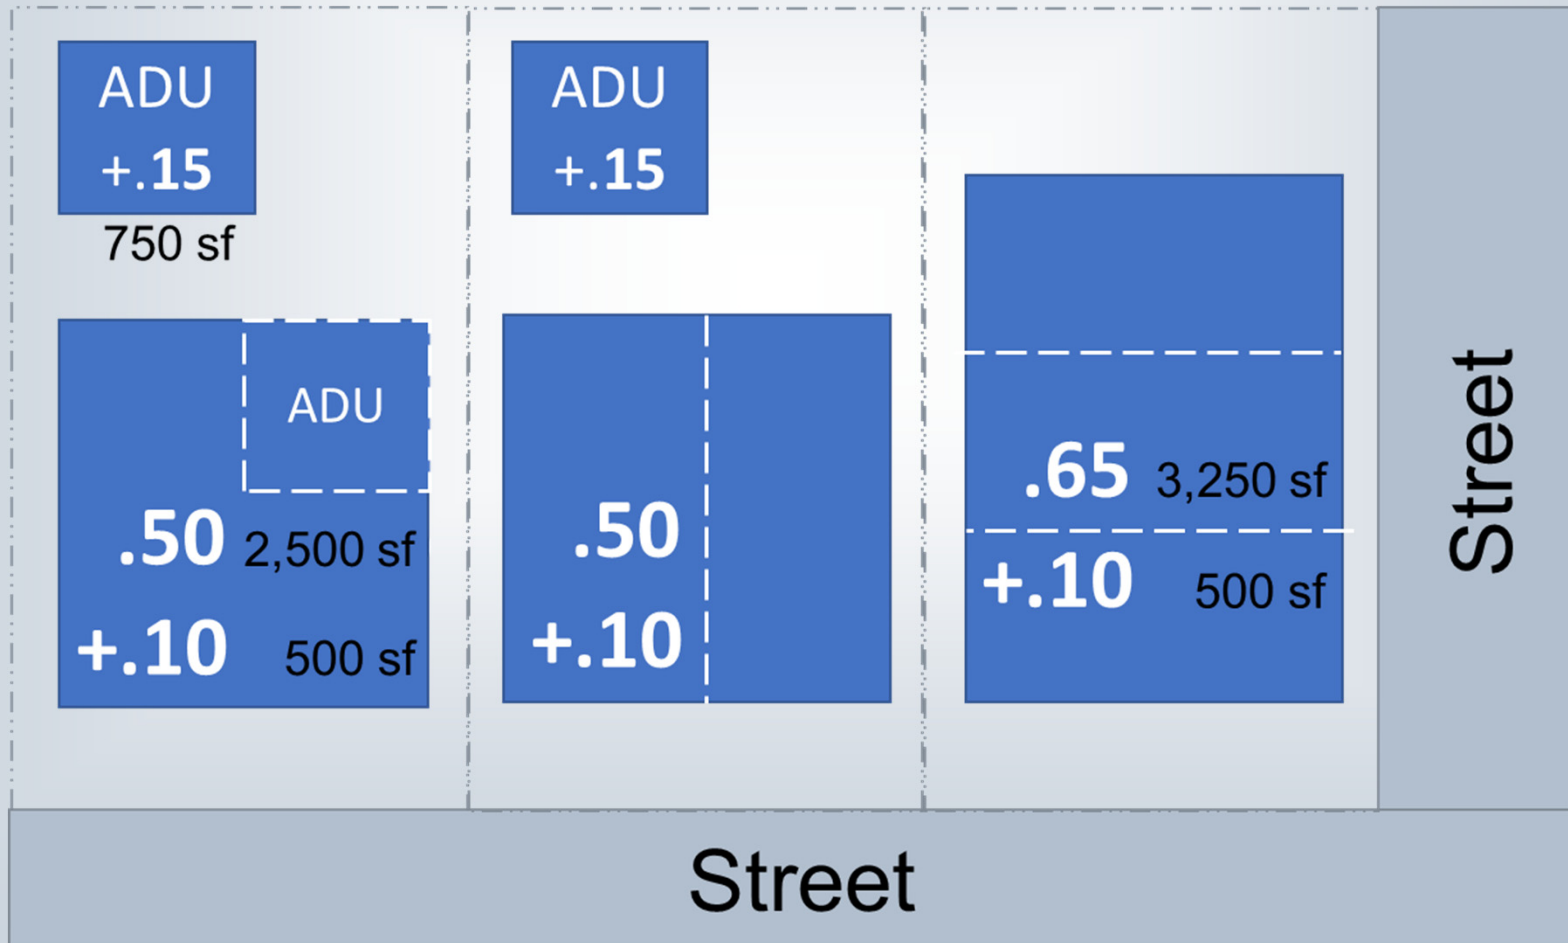 ADU
+.15
750 sf
ADU
.50 2,500 sf
+.10 500 sf
ADU
+.15
.50
+.10
.65 3,250 sf
+.10 500 sf
Street
Street